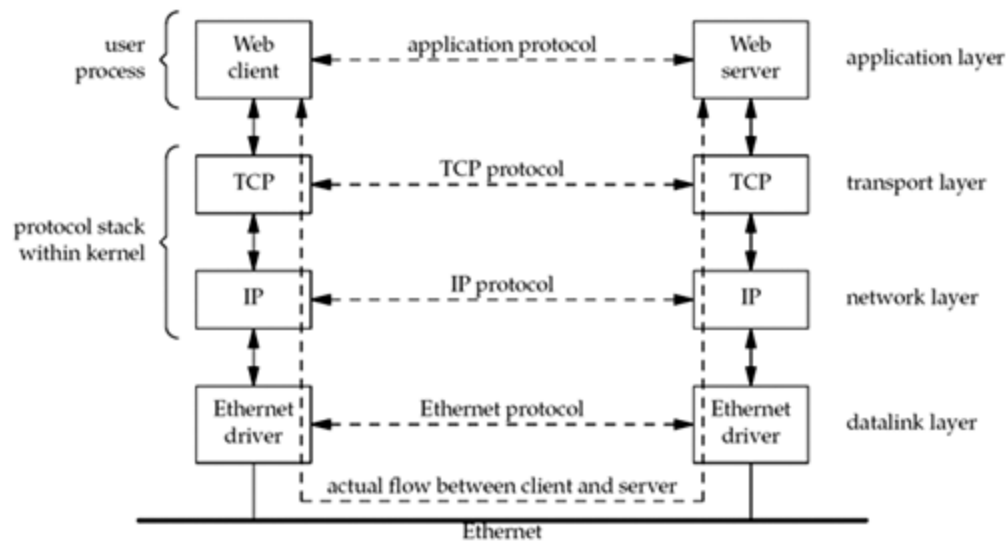 user
process
Web
client
application protocol
Web
server
application layer
TCP
TCP protocol
TCP
transport layer
protocol stack
within kernel
IP
IP protocol
IP
network layer
Ethernet
driver
Ethernet protocol
Ethernet
driver
datalink layer
actual flow between client and server
Ethernet